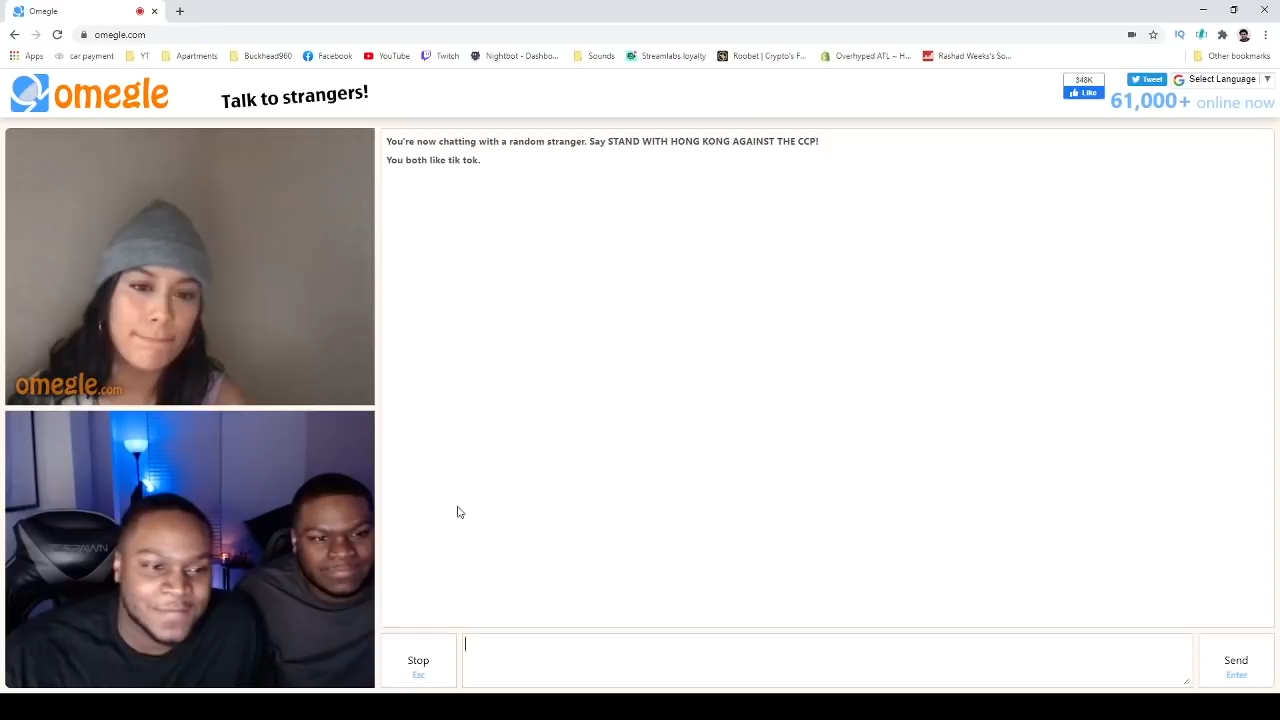 Omegle
omegle.com
Apps
car payment
YT
Apartments
Buckhead960
Facebook
YouTube
Twitch
Nightbot - Dashbo...
Sounds
Streamlabs loyalty
Roobet | Crypto's F...
Overhyped ATL ~ H...
Rashad Weeks's So...
Other bookmarks
omegle
Talk to strangers!
348K
Like
Tweet
Select Language
61,000+ online now
You're now chatting with a random stranger. Say STAND WITH HONG KONG AGAINST THE CCP!
You both like tik tok.
omegle.com
SPAWN
Stop
Esc
Send
Enter